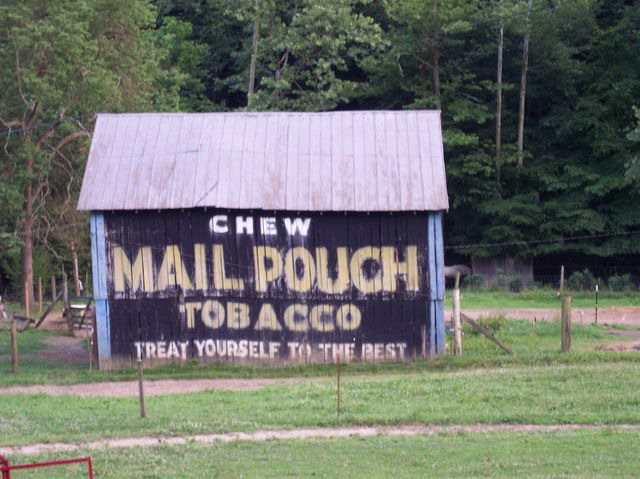 CHEW
MAIL POUCH
TOBACCO
TREAT YOURSELF TO THE BEST